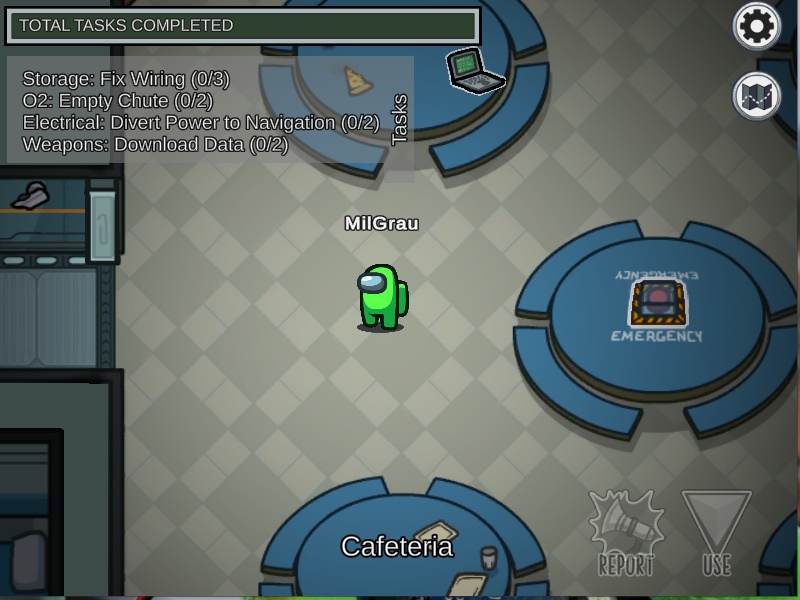 TOTAL TASKS COMPLETED
Storage: Fix Wiring (0/3)
O2: Empty Chute (0/2)
Electrical: Divert Power to Navigation (0/2)
Weapons: Download Data (0/2)
Tasks
MilGrau
EMERGENCY
EMERGENCY
Cafeteria
REPORT
USE